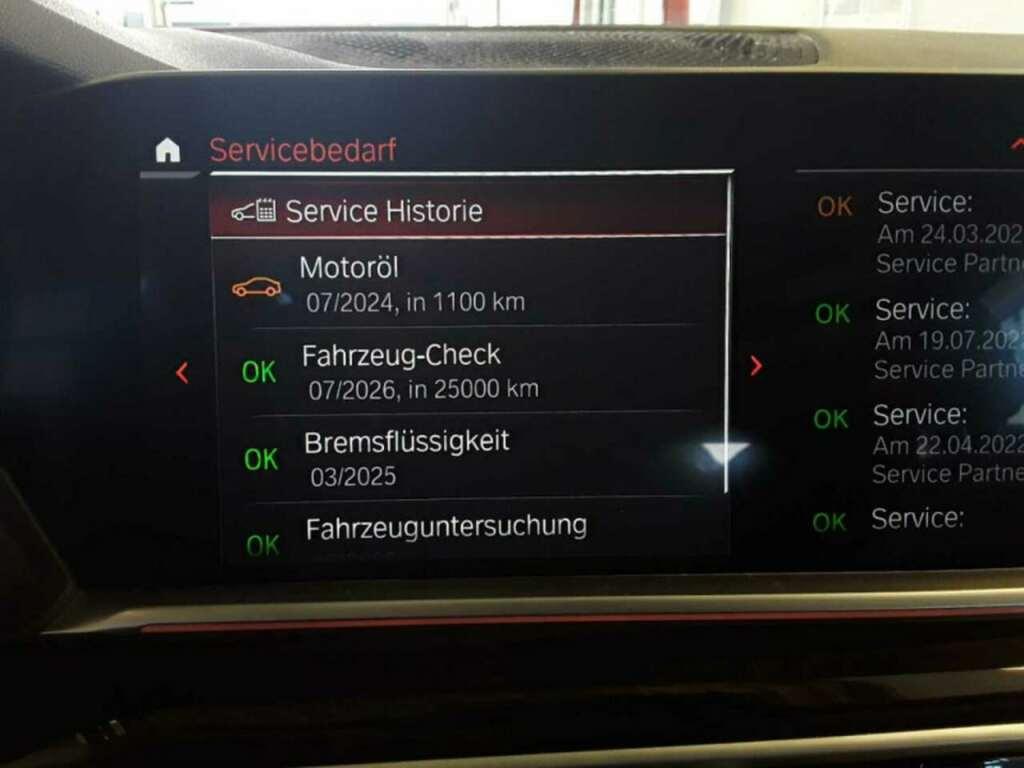 Servicebedarf
Service Historie
Motoröl
07/2024, in 1100 km
OK
Fahrzeug-Check
07/2026, in 25000 km
OK
Bremsflüssigkeit
03/2025
OK
Fahrzeuguntersuchung
OK
Service:
Am 24.03.202
Service Partne
OK
Service:
Am 19.07.202
Service Partne
OK
Service:
Am 22.04.2022
Service Partne
OK
Service: